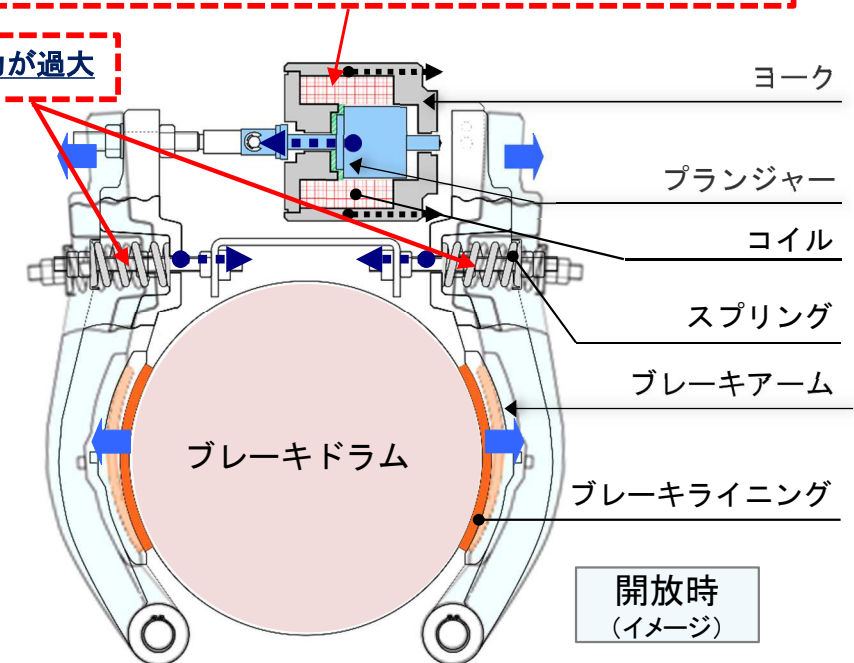 が過大
ヨーク
プランジャー
コイル
スプリング
ブレーキアーム
ブレーキドラム
ブレーキライニング
開放時
(イメージ)